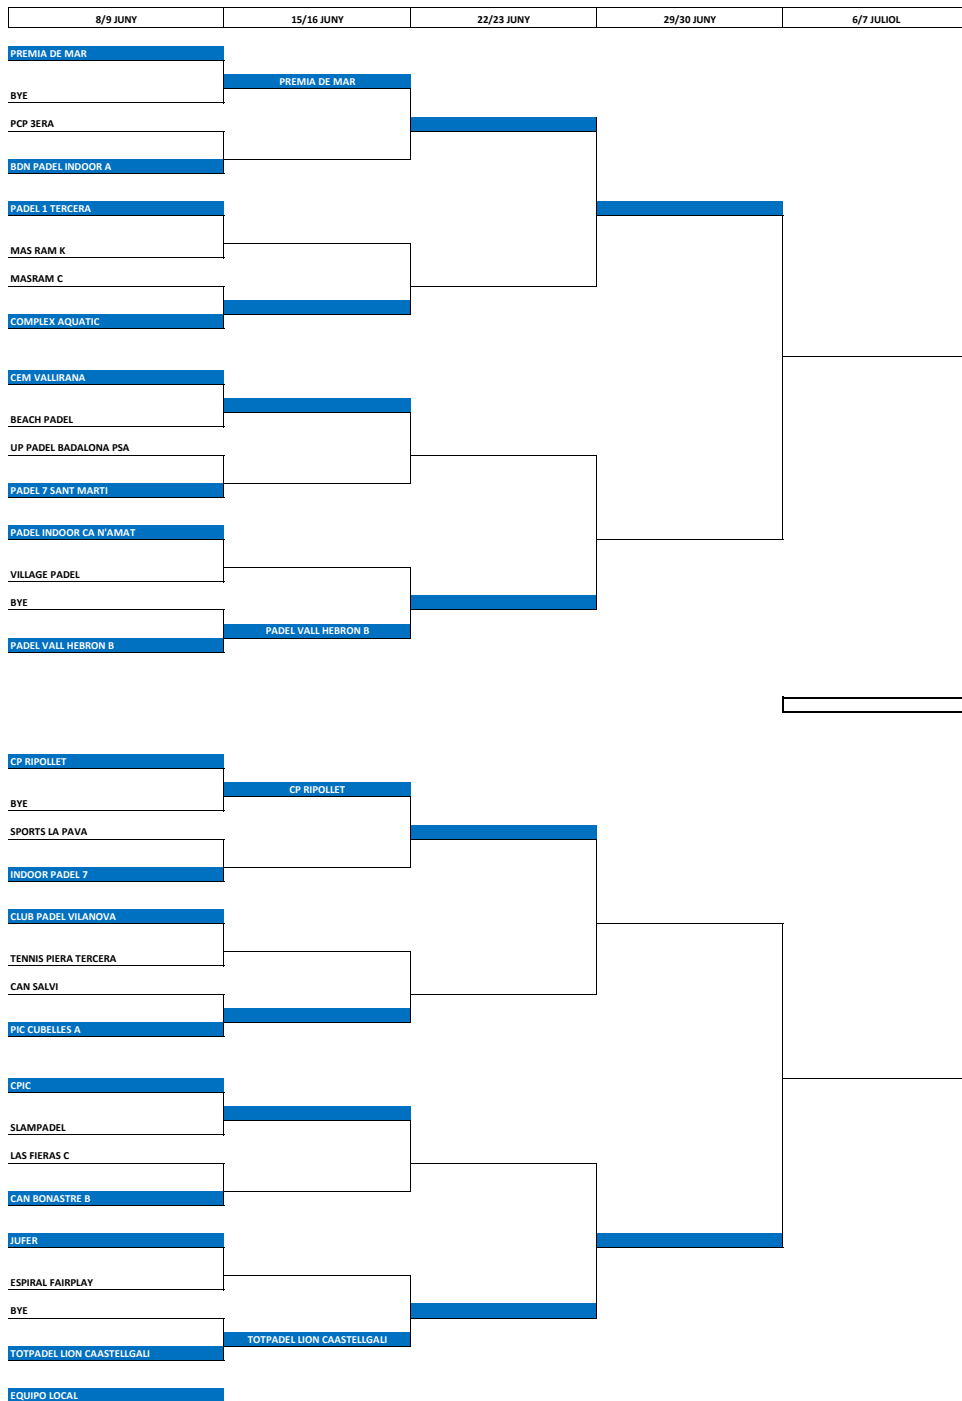 8/9 JUNY 15/16 JUNY 22/23 JUNY 29/30 JUNY 6/7 JULIOL
PREMIA DE MAR
PREMIA DE MAR
BYE
PCP 3ERA
BDN PADEL INDOOR A
PADEL 1 TERCERA
MAS RAM K
MASRAM C
COMPLEX AQUATIC
CEM VALLIRANA
BEACH PADEL
UP PADEL BADALONA PSA
PADEL 7 SANT MARTI
PADEL INDOOR CA N'AMAT
VILLAGE PADEL
BYE
PADEL VALL HEBRON B
PADEL VALL HEBRON B
CP RIPOLLET
CP RIPOLLET
BYE
SPORTS LA PAVA
INDOOR PADEL 7
CLUB PADEL VILANOVA
TENNIS PIERA TERCERA
CAN SALVI
PIC CUBELLES A
CPIC
SLAMPADEL
LAS FIERAS C
CAN BONASTRE B
JUFER
ESPIRAL FAIRPLAY
BYE
TOTPADEL LION CAASTELLGALI
TOTPADEL LION CAASTELLGALI
EQUIPO LOCAL